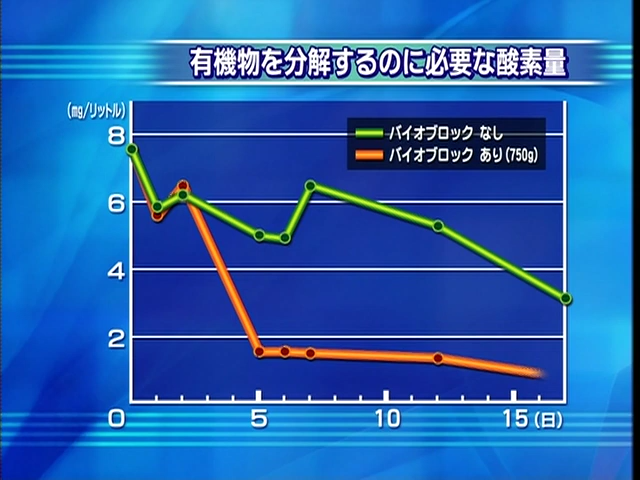 有機物を分解するのに必要な酸素量
(mg/リットル)
バイオブロック なし
バイオブロック あり(750g)
8
6
4
2
0 5 10 15 (日)